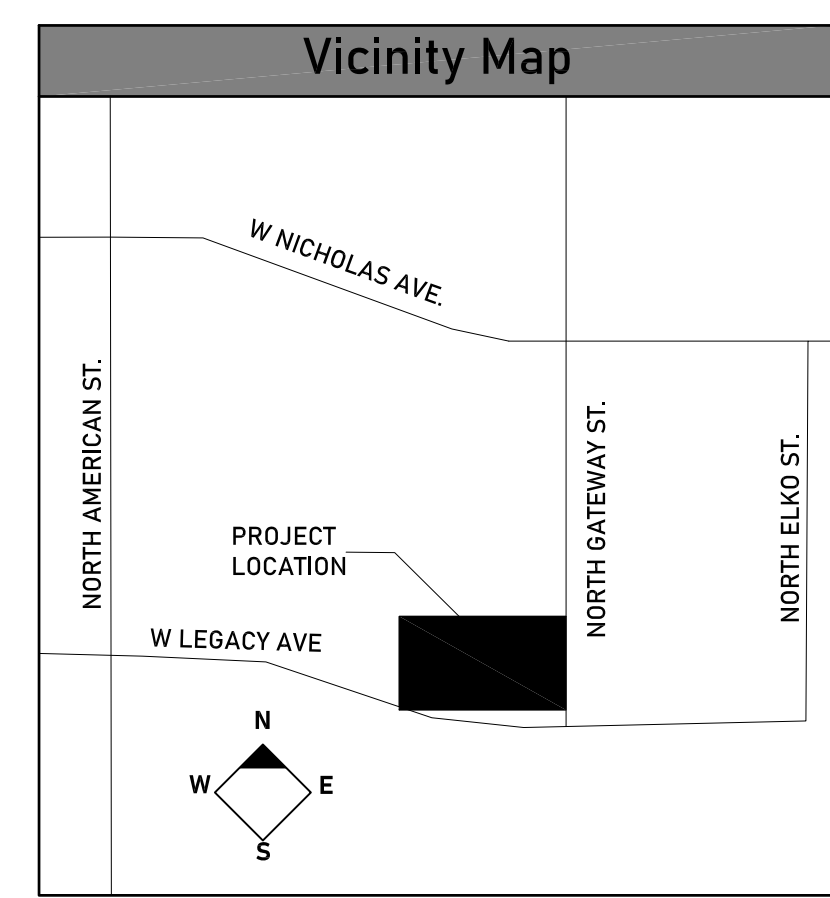 Vicinity Map
W NICHOLAS AVE.
NORTH AMERICAN ST.
NORTH GATEWAY ST.
NORTH ELKO ST.
PROJECT
LOCATION
W LEGACY AVE
N
W
E
S